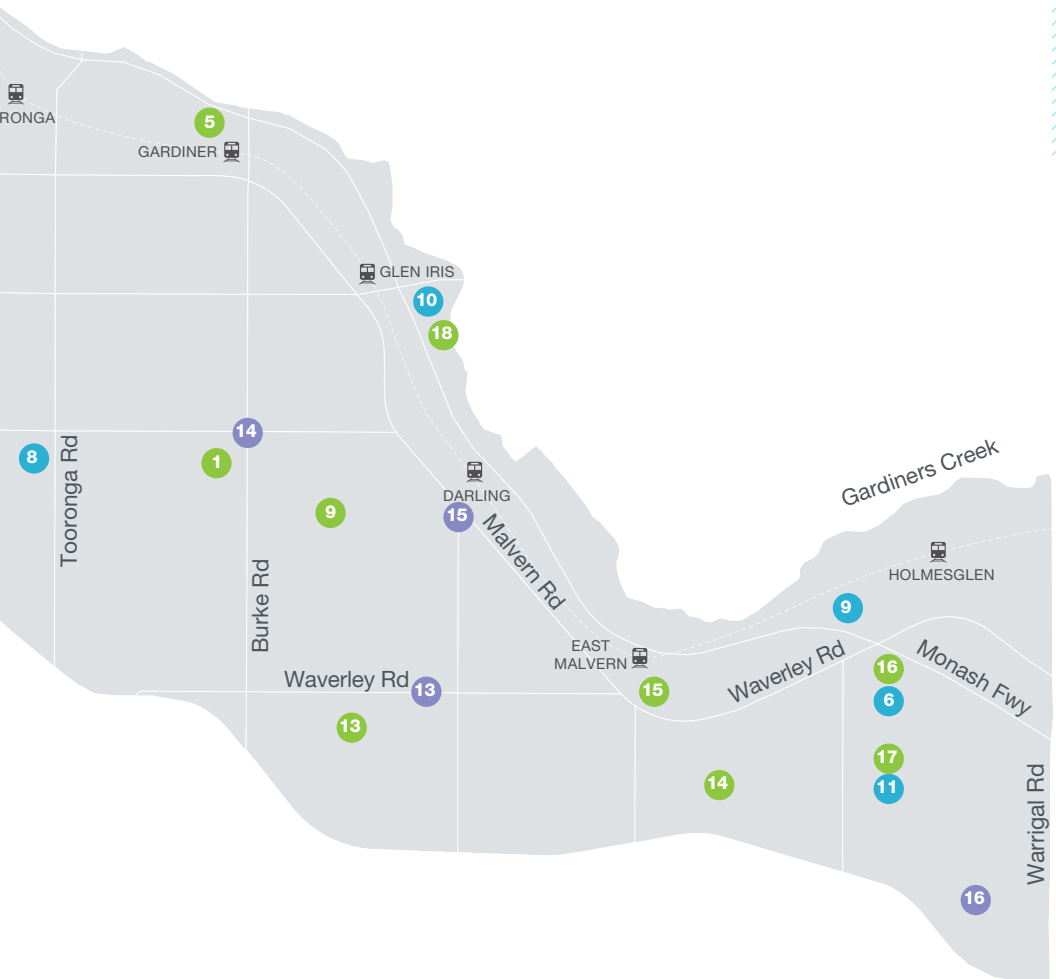 RONGA
5
GARDINER
GLEN IRIS
10
18
14
8
1
Tooronga Rd
9
DARLING
15
Malvern Rd
Gardiners Creek
HOLMESGLEN
Burke Rd
9
EAST
MALVERN
Waverley Rd
13
15
Waverley Rd
16
Monash Fwy
6
13
17
14
11
Warrigal Rd
16